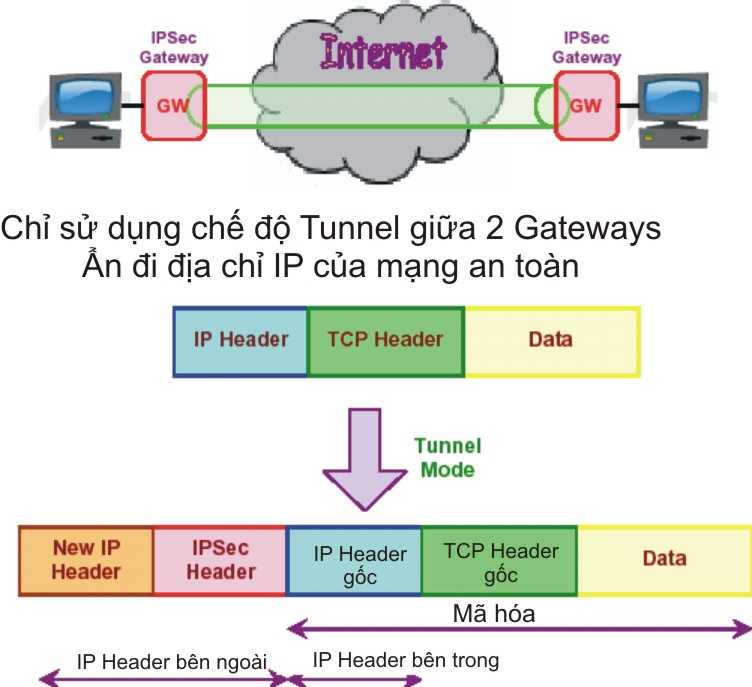 IPSec
Gateway
Internet
IPSec
Gateway
GW
GW
Chỉ sử dụng chế độ Tunnel giữa 2 Gateways
Ẩn đi địa chỉ IP của mạng an toàn
IP Header
TCP Header
Data
Tunnel
Mode
New IP
Header
IPSec
Header
IP Header
gốc
TCP Header
gốc
Data
Mã hóa
IP Header bên ngoài
IP Header bên trong